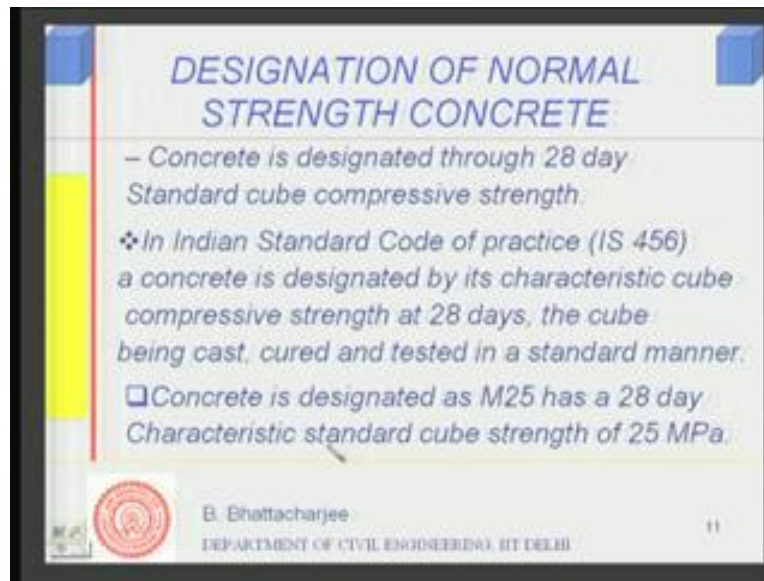 DESIGNATION OF NORMAL
STRENGTH CONCRETE
– Concrete is designated through 28 day
Standard cube compressive strength.
❖In Indian Standard Code of practice (IS 456)
a concrete is designated by its characteristic cube
compressive strength at 28 days, the cube
being cast, cured and tested in a standard manner.
❑Concrete is designated as M25 has a 28 day
Characteristic standard cube strength of 25 MPa.
B. Bhattacharjee
DEPARTMENT OF CIVIL ENGINEERING, IIT DELHI
11